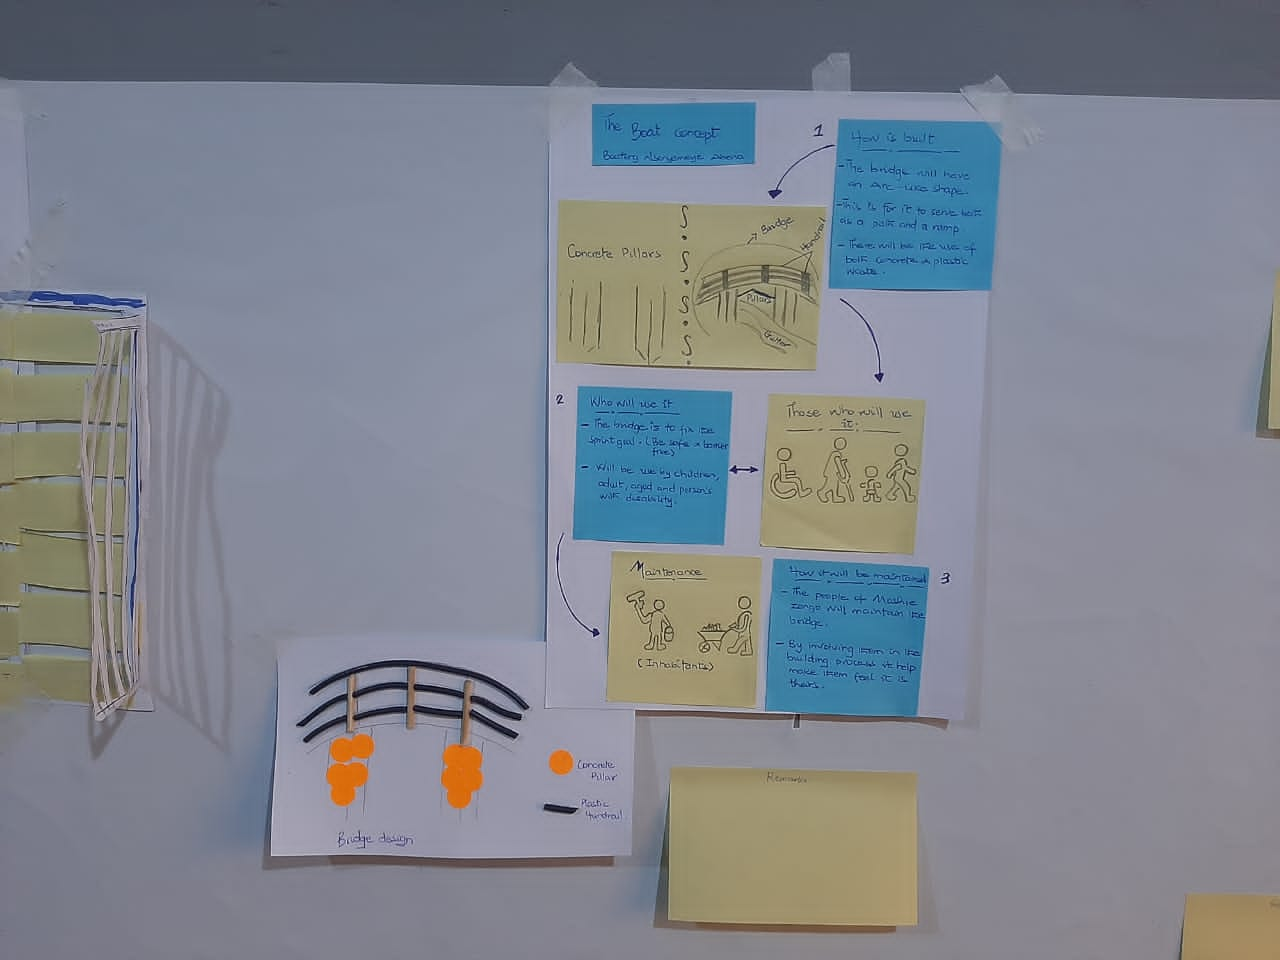 The Boat Concept
1
How is built
- The bridge will have
an Arc-like shape.
- This is for it to serve both
as a path and a ramp
- There will be the use of
both concrete & plastic
waste.
Concrete Pillars
Bridge
Handrail
Pillars
Gutter
2
Who will use it
- The bridge is to fix the
sprint goal. (Be safe & barrier
free)
- Will be use by children,
adult, aged and person's
with disability.
Those who will use
it:
Maintenance
(Inhabitants)
How it will be maintained
3
- The people of
zongo will maintain the
bridge.
- By involving them in the
building process it help
make them feel it is
theirs.
Concrete
Pillar
Plastic
Handrail
Bridge design
Remarks